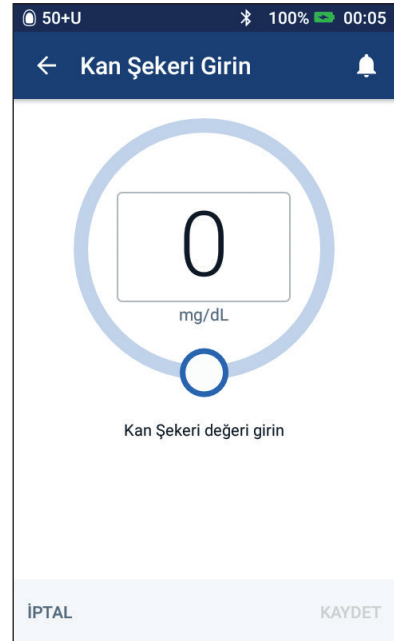 50+U 100% 00:05
Kan Şekeri Girin
0
mg/dL
Kan Şekeri değeri girin
İPTAL KAYDET